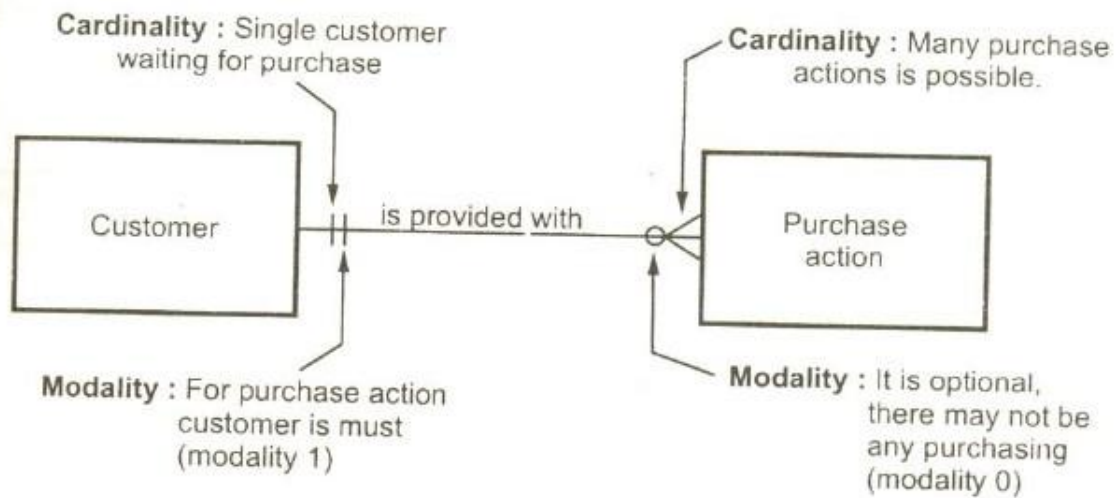 Cardinality : Single customer
waiting for purchase
Cardinality : Many purchase
actions is possible.
Customer
is provided with
Purchase
action
Modality : For purchase action
customer is must
(modality 1)
Modality : It is optional,
there may not be
any purchasing
(modality 0)